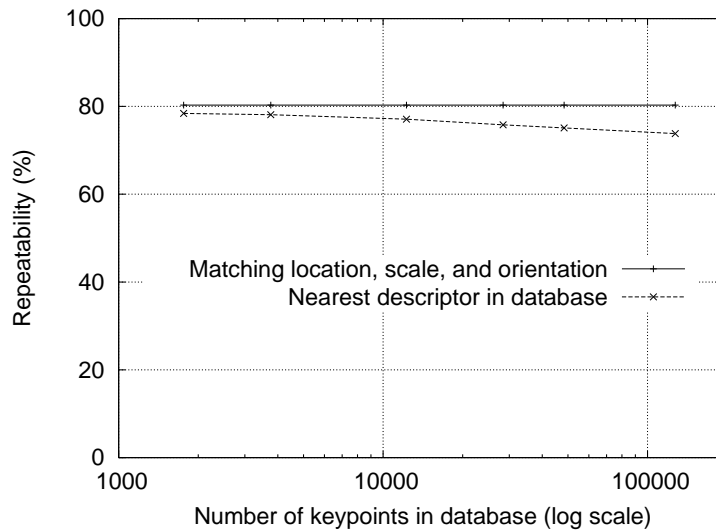 100
80
60
40
20
0
Repeatability (%)
Matching location, scale, and orientation
Nearest descriptor in database
1000 10000 100000
Number of keypoints in database (log scale)